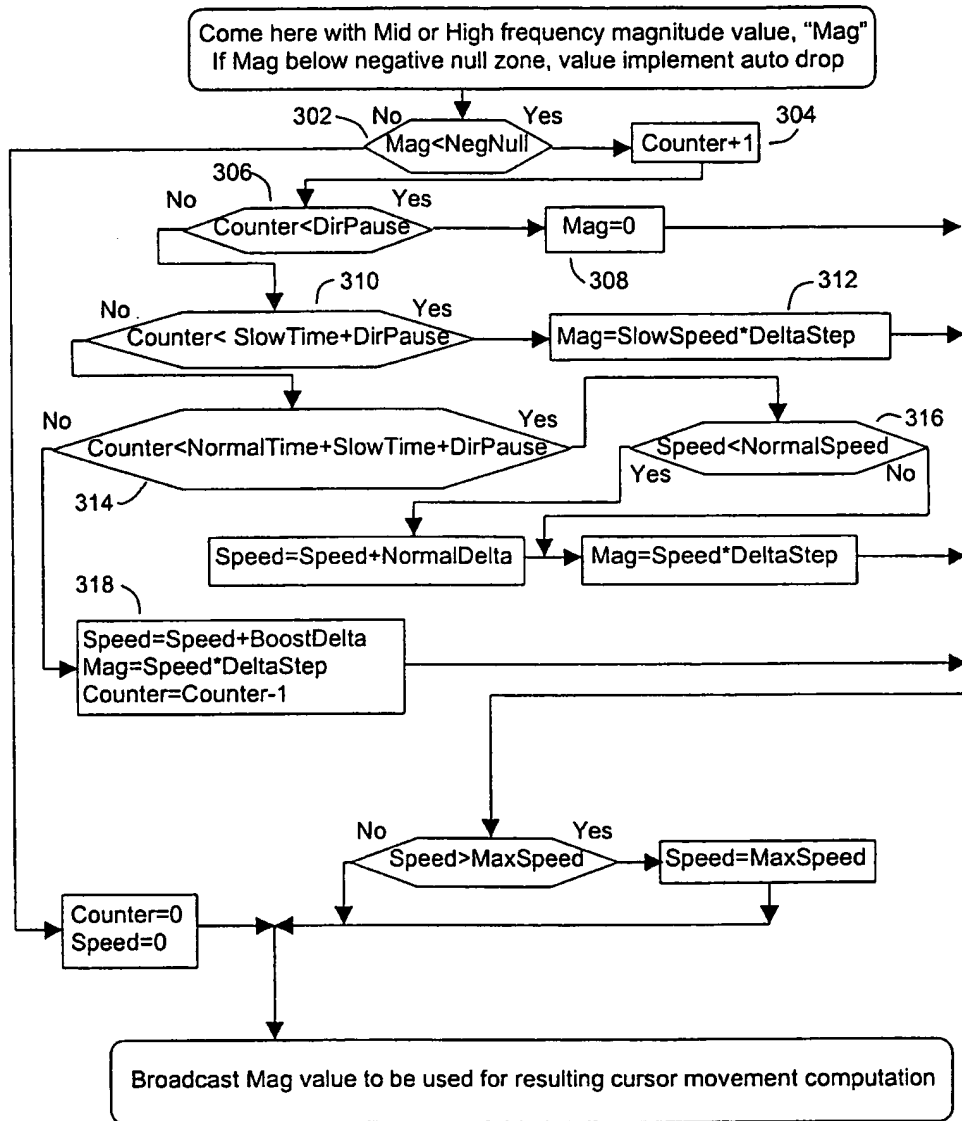 Come here with Mid or High frequency magnitude value, “Mag”
If Mag below negative null zone, value implement auto drop
302
No
Yes
304
Mag<NegNull
Counter+1
306
No
Yes
Counter<DirPause
Mag=0
308
310
312
No
Yes
Counter< SlowTime+DirPause
Mag=SlowSpeed*DeltaStep
No
Yes
316
Counter<NormalTime+SlowTime+DirPause
Speed<NormalSpeed
Yes
No
314
Speed=Speed+NormalDelta
Mag=Speed*DeltaStep
318
Speed=Speed+BoostDelta
Mag=Speed*DeltaStep
Counter=Counter-1
No
Yes
Speed>MaxSpeed
Speed=MaxSpeed
Counter=0
Speed=0
Broadcast Mag value to be used for resulting cursor movement computation